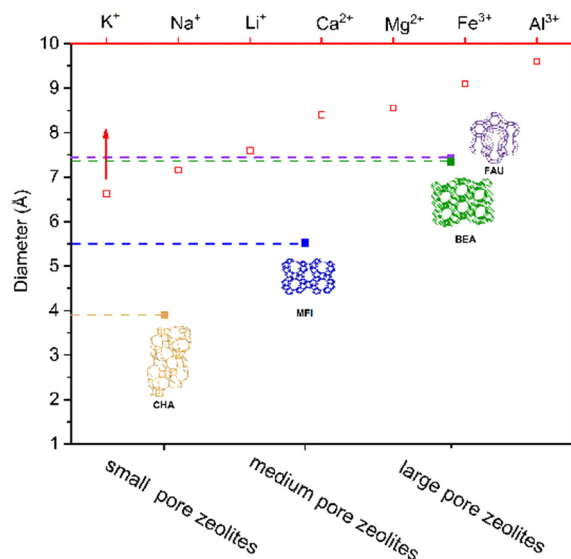 K⁺ Na⁺ Li⁺ Ca²⁺ Mg²⁺ Fe³⁺ Al³⁺
10
9
8
7
6
5
4
3
2
1
Diameter (Å)
FAU
BEA
MFI
CHA
small pore zeolites
medium pore zeolites
large pore zeolites